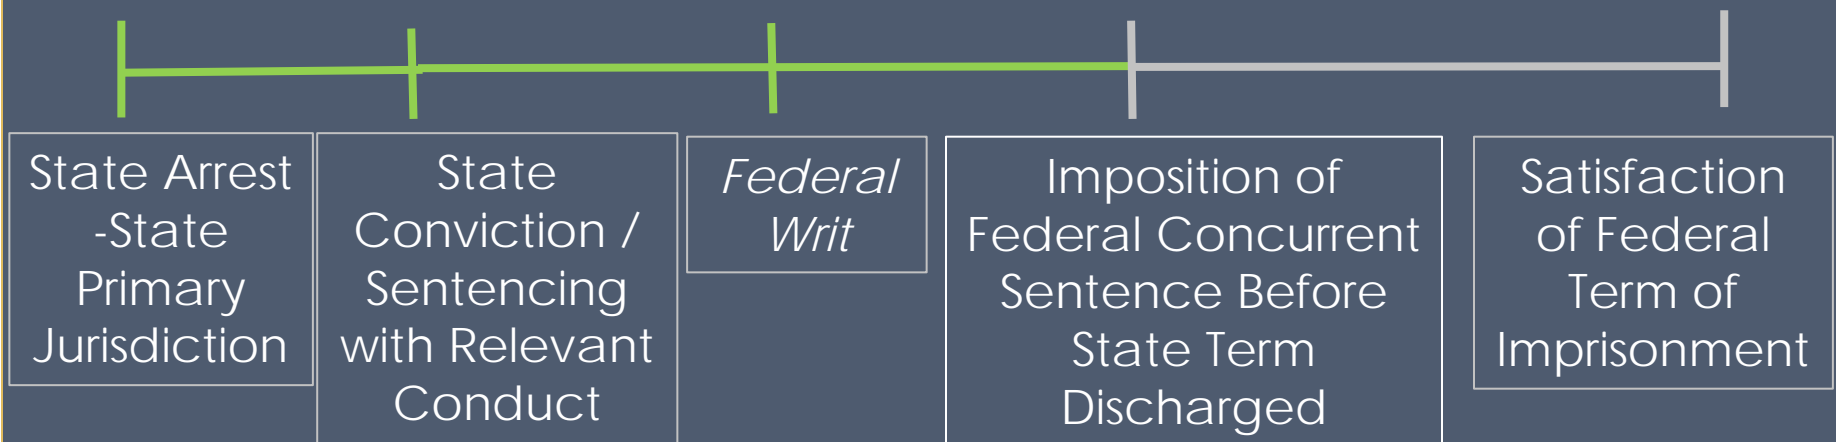 State Arrest
-State
Primary
Jurisdiction
State
Conviction /
Sentencing
with Relevant
Conduct
Federal
Writ
Imposition of
Federal Concurrent
Sentence Before
State Term
Discharged
Satisfaction
of Federal
Term of
Imprisonment